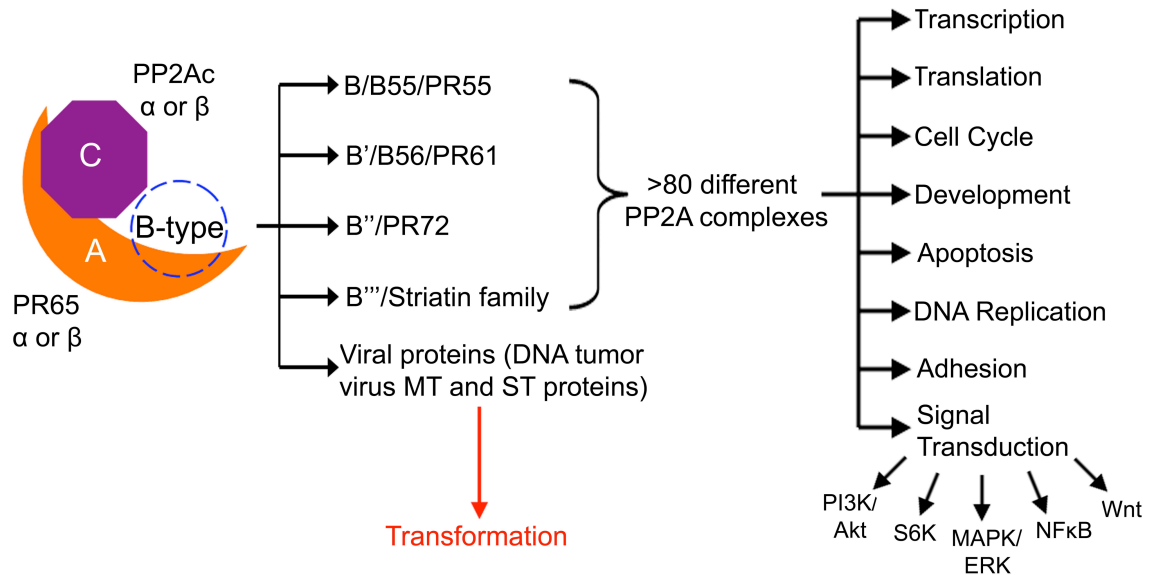 PP2Ac
α or β
C
B-type
A
PR65
α or β
B/B55/PR55
B’/B56/PR61
B’’/PR72
B’’’/Striatin family
Viral proteins (DNA tumor
virus MT and ST proteins)
Transformation
>80 different
PP2A complexes
Transcription
Translation
Cell Cycle
Development
Apoptosis
DNA Replication
Adhesion
Signal
Transduction
PI3K/
Akt
S6K
MAPK/
ERK
NFκB
Wnt